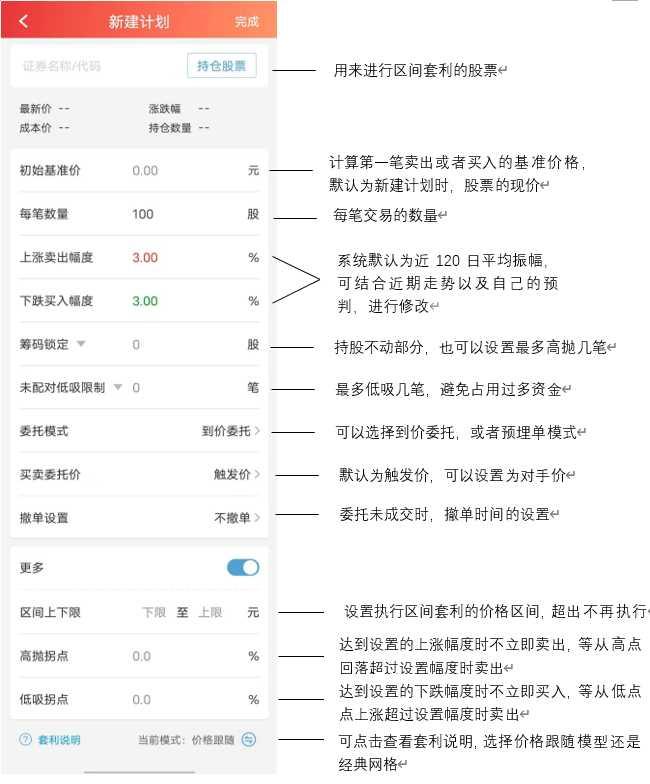 新建计划
完成
证券名称/代码
持仓股票
用来进行区间套利的股票↵
最新价 --
涨跌幅 --
成本价 --
持仓数量 --
初始基准价 0.00 元
计算第一笔卖出或者买入的基准价格，
默认为新建计划时，股票的现价↵
每笔数量 100 股
每笔交易的数量↵
上涨卖出幅度 3.00 %
系统默认为近 120 日平均振幅，
可结合近期走势以及自己的预
判，进行修改↵
下跌买入幅度 3.00 %
筹码锁定 0 股
持股不动部分，也可以设置最多高抛几笔↵
未配对低吸限制 0 笔
最多低吸几笔，避免占用过多资金↵
委托模式 到价委托
可以选择到价委托，或者预埋单模式↵
买卖委托价 触发价
默认为触发价，可以设置为对手价↵
撤单设置 不撤单
委托未成交时，撤单时间的设置↵
更多
区间上下限 下限 至 上限 元
设置执行区间套利的价格区间，超出不再执行↵
高抛拐点 0.0 %
达到设置的上涨幅度时不立即卖出，等从高点
回落超过设置幅度时卖出↵
低吸拐点 0.0 %
达到设置的下跌幅度时不立即买入，等从低点
点上涨超过设置幅度时卖出↵
套利说明
当前模式：价格跟随
可点击查看套利说明，选择价格跟随模型还是
经典网格↵